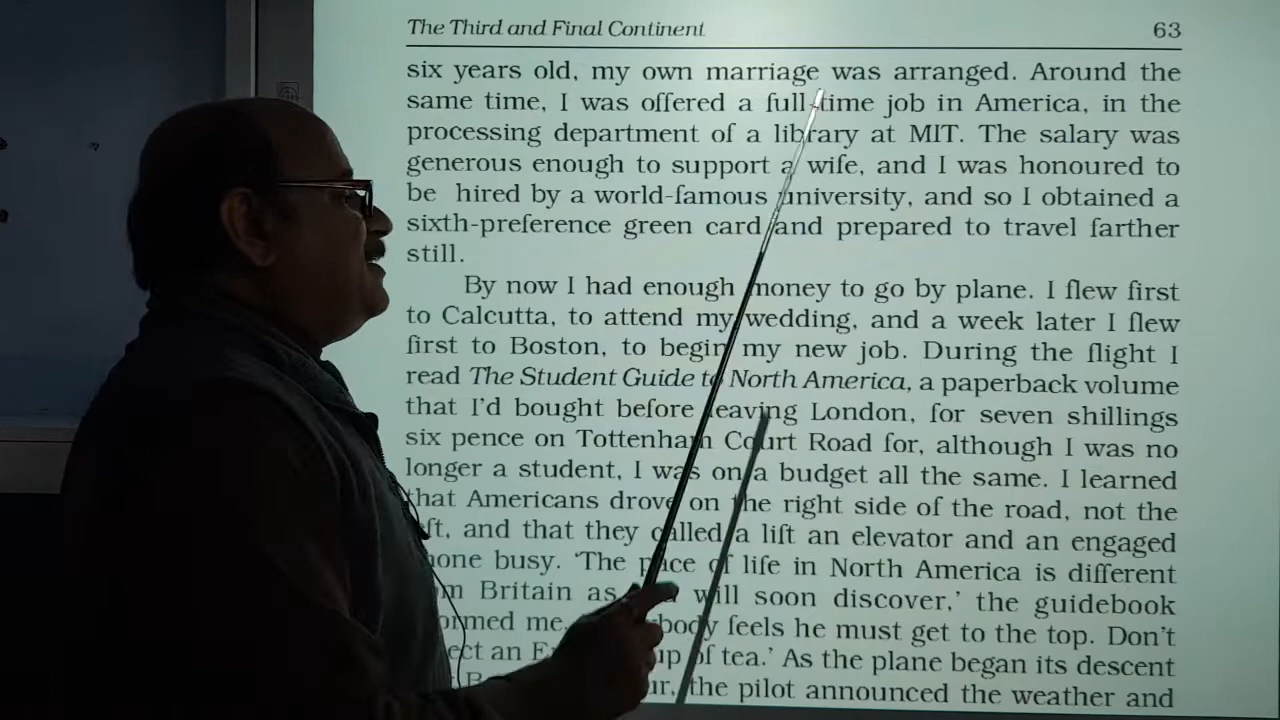 The Third and Final Continent 63
six years old, my own marriage was arranged. Around the
same time, I was offered a full-time job in America, in the
processing department of a library at MIT. The salary was
generous enough to support a wife, and I was honoured to
be hired by a world-famous university, and so I obtained a
sixth-preference green card and prepared to travel farther
still.
By now I had enough money to go by plane. I flew first
to Calcutta, to attend my wedding, and a week later I flew
first to Boston, to begin my new job. During the flight I
read The Student Guide to North America, a paperback volume
that I'd bought before leaving London, for seven shillings
six pence on Tottenham Court Road for, although I was no
longer a student, I was on a budget all the same. I learned
that Americans drove on the right side of the road, not the
left, and that they called a lift an elevator and an engaged
phone busy. 'The pace of life in North America is different
Britain as will soon discover,' the guidebook
me. feels he must get to the top. Don't
an of tea.' As the plane began its descent
the pilot announced the weather and